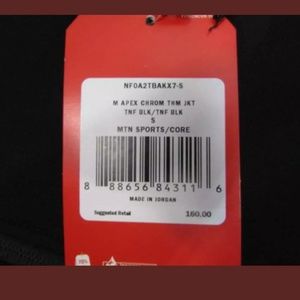 NF0A2TBAKX7-S
M APEX CHROM THM JKT
TNF BLK/TNF BLK
S
MTN SPORTS/CORE
8 88656 84311 6
MADE IN JORDAN
Suggested Retail 160.00